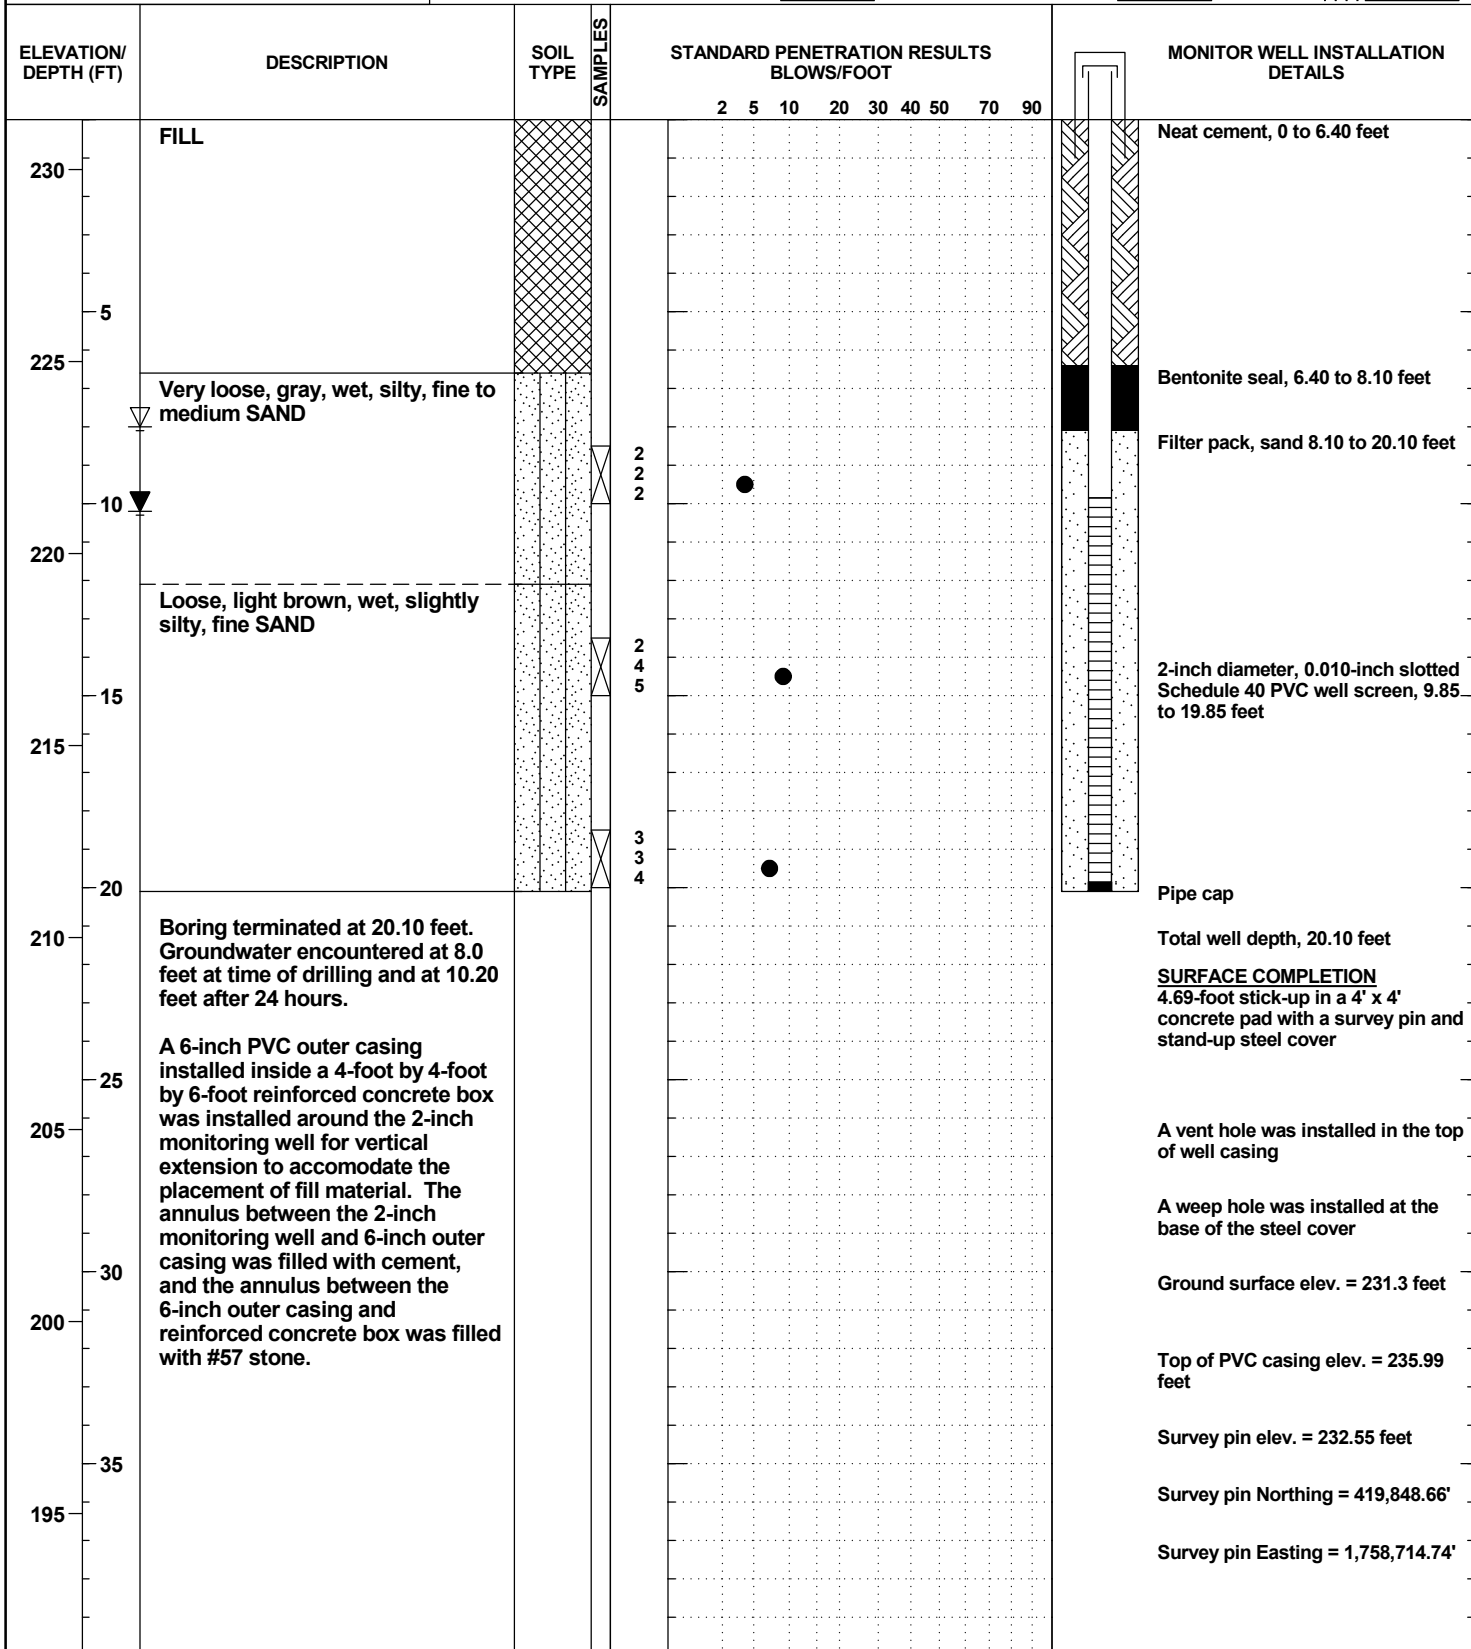 ELEVATION/
DEPTH (FT)
DESCRIPTION
SOIL
TYPE
SAMPLES
STANDARD PENETRATION RESULTS
BLOWS/FOOT
2 5 10 20 30 40 50 70 90
MONITOR WELL INSTALLATION
DETAILS
FILL
Neat cement, 0 to 6.40 feet
230
5
225
Very loose, gray, wet, silty, fine to
medium SAND
Bentonite seal, 6.40 to 8.10 feet
Filter pack, sand 8.10 to 20.10 feet
2
2
2
10
220
Loose, light brown, wet, slightly
silty, fine SAND
2
4
5
15
2-inch diameter, 0.010-inch slotted
Schedule 40 PVC well screen, 9.85
to 19.85 feet
215
3
3
4
20
Pipe cap
210
Boring terminated at 20.10 feet.
Groundwater encountered at 8.0
feet at time of drilling and at 10.20
feet after 24 hours.
Total well depth, 20.10 feet
SURFACE COMPLETION
4.69-foot stick-up in a 4' x 4'
concrete pad with a survey pin and
stand-up steel cover
A 6-inch PVC outer casing
installed inside a 4-foot by 4-foot
by 6-foot reinforced concrete box
was installed around the 2-inch
monitoring well for vertical
extension to accomodate the
placement of fill material. The
annulus between the 2-inch
monitoring well and 6-inch outer
casing was filled with cement,
and the annulus between the
6-inch outer casing and
reinforced concrete box was filled
with #57 stone.
25
205
A vent hole was installed in the top
of well casing
A weep hole was installed at the
base of the steel cover
30
Ground surface elev. = 231.3 feet
200
Top of PVC casing elev. = 235.99
feet
Survey pin elev. = 232.55 feet
35
Survey pin Northing = 419,848.66'
195
Survey pin Easting = 1,758,714.74'